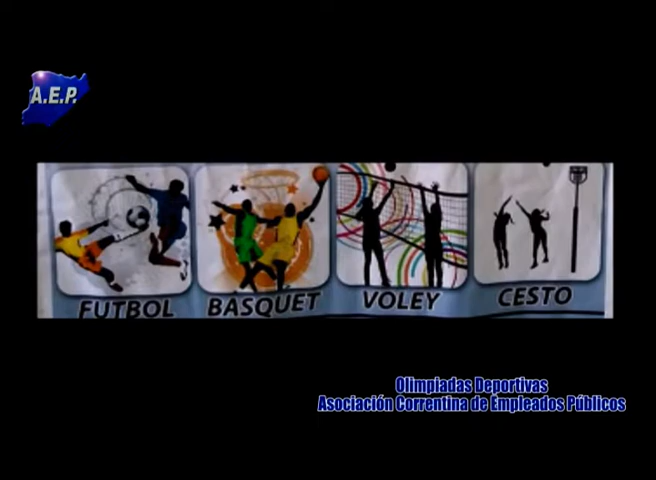 A.E.P.
FUTBOL
BASQUET
VOLEY
CESTO
Olimpiadas Deportivas
Asociación Correntina de Empleados Públicos